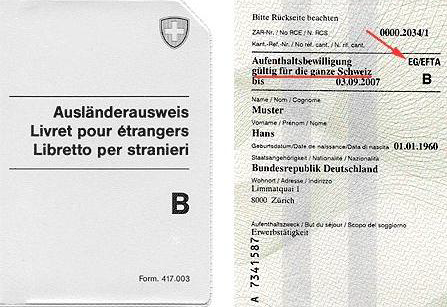 Ausländerausweis
Livret pour étrangers
Libretto per stranieri
B
Form. 417.003
Bitte Rückseite beachten
ZAR-Nr. / No RCE / N. RCS 0000.2034/1
Kant.-Ref.-Nr. / No réf. cant. / N. rif. cant.
Aufenthaltsbewilligung EG/EFTA
gültig für die ganze Schweiz B
bis 03.09.2007
Name / Nom / Cognome
Muster
Vorname / Prénom / Nome
Hans
Geburtsdatum/Date de naissance/Data di nascita 01.01.1960
Staatsangehörigkeit / Nationalité / Nazionalità
Bundesrepublik Deutschland
Wohnort / Adresse / Indirizzo
Limmatquai 1
8000 Zürich
Aufenthaltszweck / But du séjour / Scopo del soggiorno
Erwerbstätigkeit
A 7341587